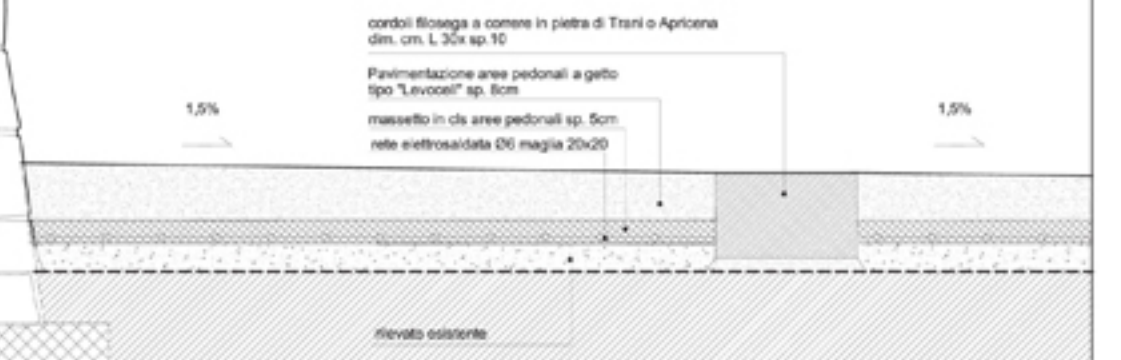 cordoli filosega a correre in pietra di Trani o Apricena
dim. cm. L 30x sp.10
Pavimentazione aree pedonali a getto
tipo "Levocell" sp. 8cm
1,5%
1,5%
massetto in cls aree pedonali sp. 5cm
rete elettrosaldata Ø6 maglia 20x20
rilevato esistente